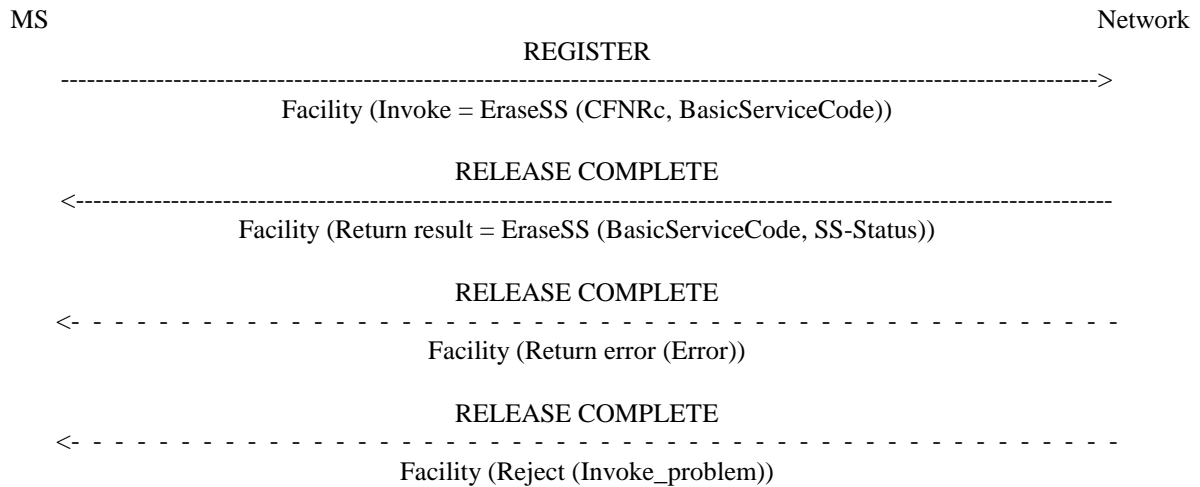 MS Network
REGISTER
------------------------------------------------------------------------------------------------------------------------>
Facility (Invoke = EraseSS (CFNRc, BasicServiceCode))
RELEASE COMPLETE
<------------------------------------------------------------------------------------------------------------------------
Facility (Return result = EraseSS (BasicServiceCode, SS-Status))
RELEASE COMPLETE
<- - - - - - - - - - - - - - - - - - - - - - - - - - - - - - - - - - - - - - - - - - - - - - - -
Facility (Return error (Error))
RELEASE COMPLETE
<- - - - - - - - - - - - - - - - - - - - - - - - - - - - - - - - - - - - - - - - - - - - - - - -
Facility (Reject (Invoke_problem))